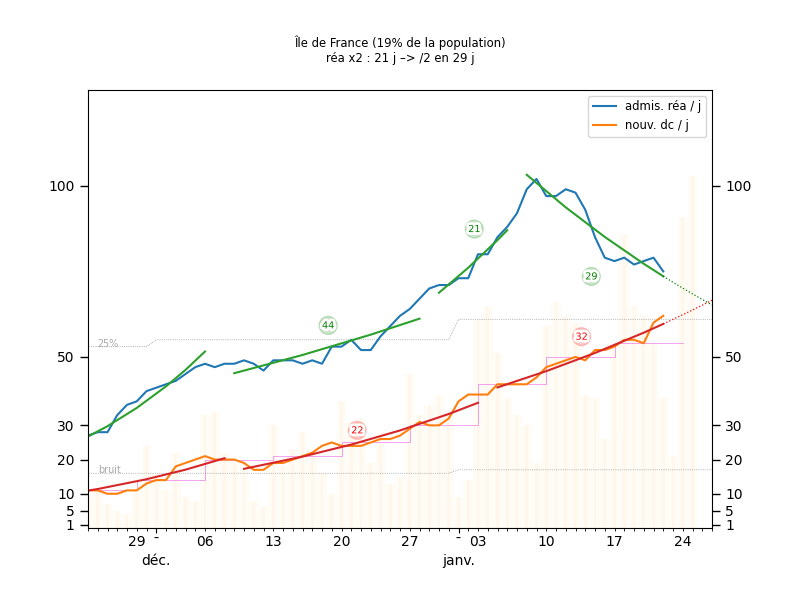 Île de France (19% de la population)
réa x2 : 21 j –> /2 en 29 j
admis. réa / j
nouv. dc / j
100
100
21
29
44
32
25%
50
50
22
30
30
bruit
20
20
10
10
5
5
1
1
29 - 06 13 20 27 - 03 10 17 24
déc. janv.